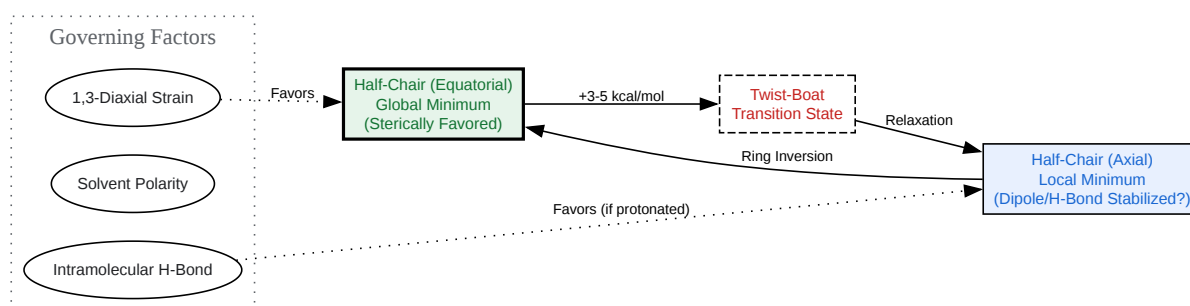 Governing Factors
1,3-Diaxial Strain
Solvent Polarity
Intramolecular H-Bond
Favors
Half-Chair (Equatorial)
Global Minimum
(Sterically Favored)
+3-5 kcal/mol
Twist-Boat
Transition State
Relaxation
Ring Inversion
Half-Chair (Axial)
Local Minimum
(Dipole/H-Bond Stabilized?)
Favors (if protonated)